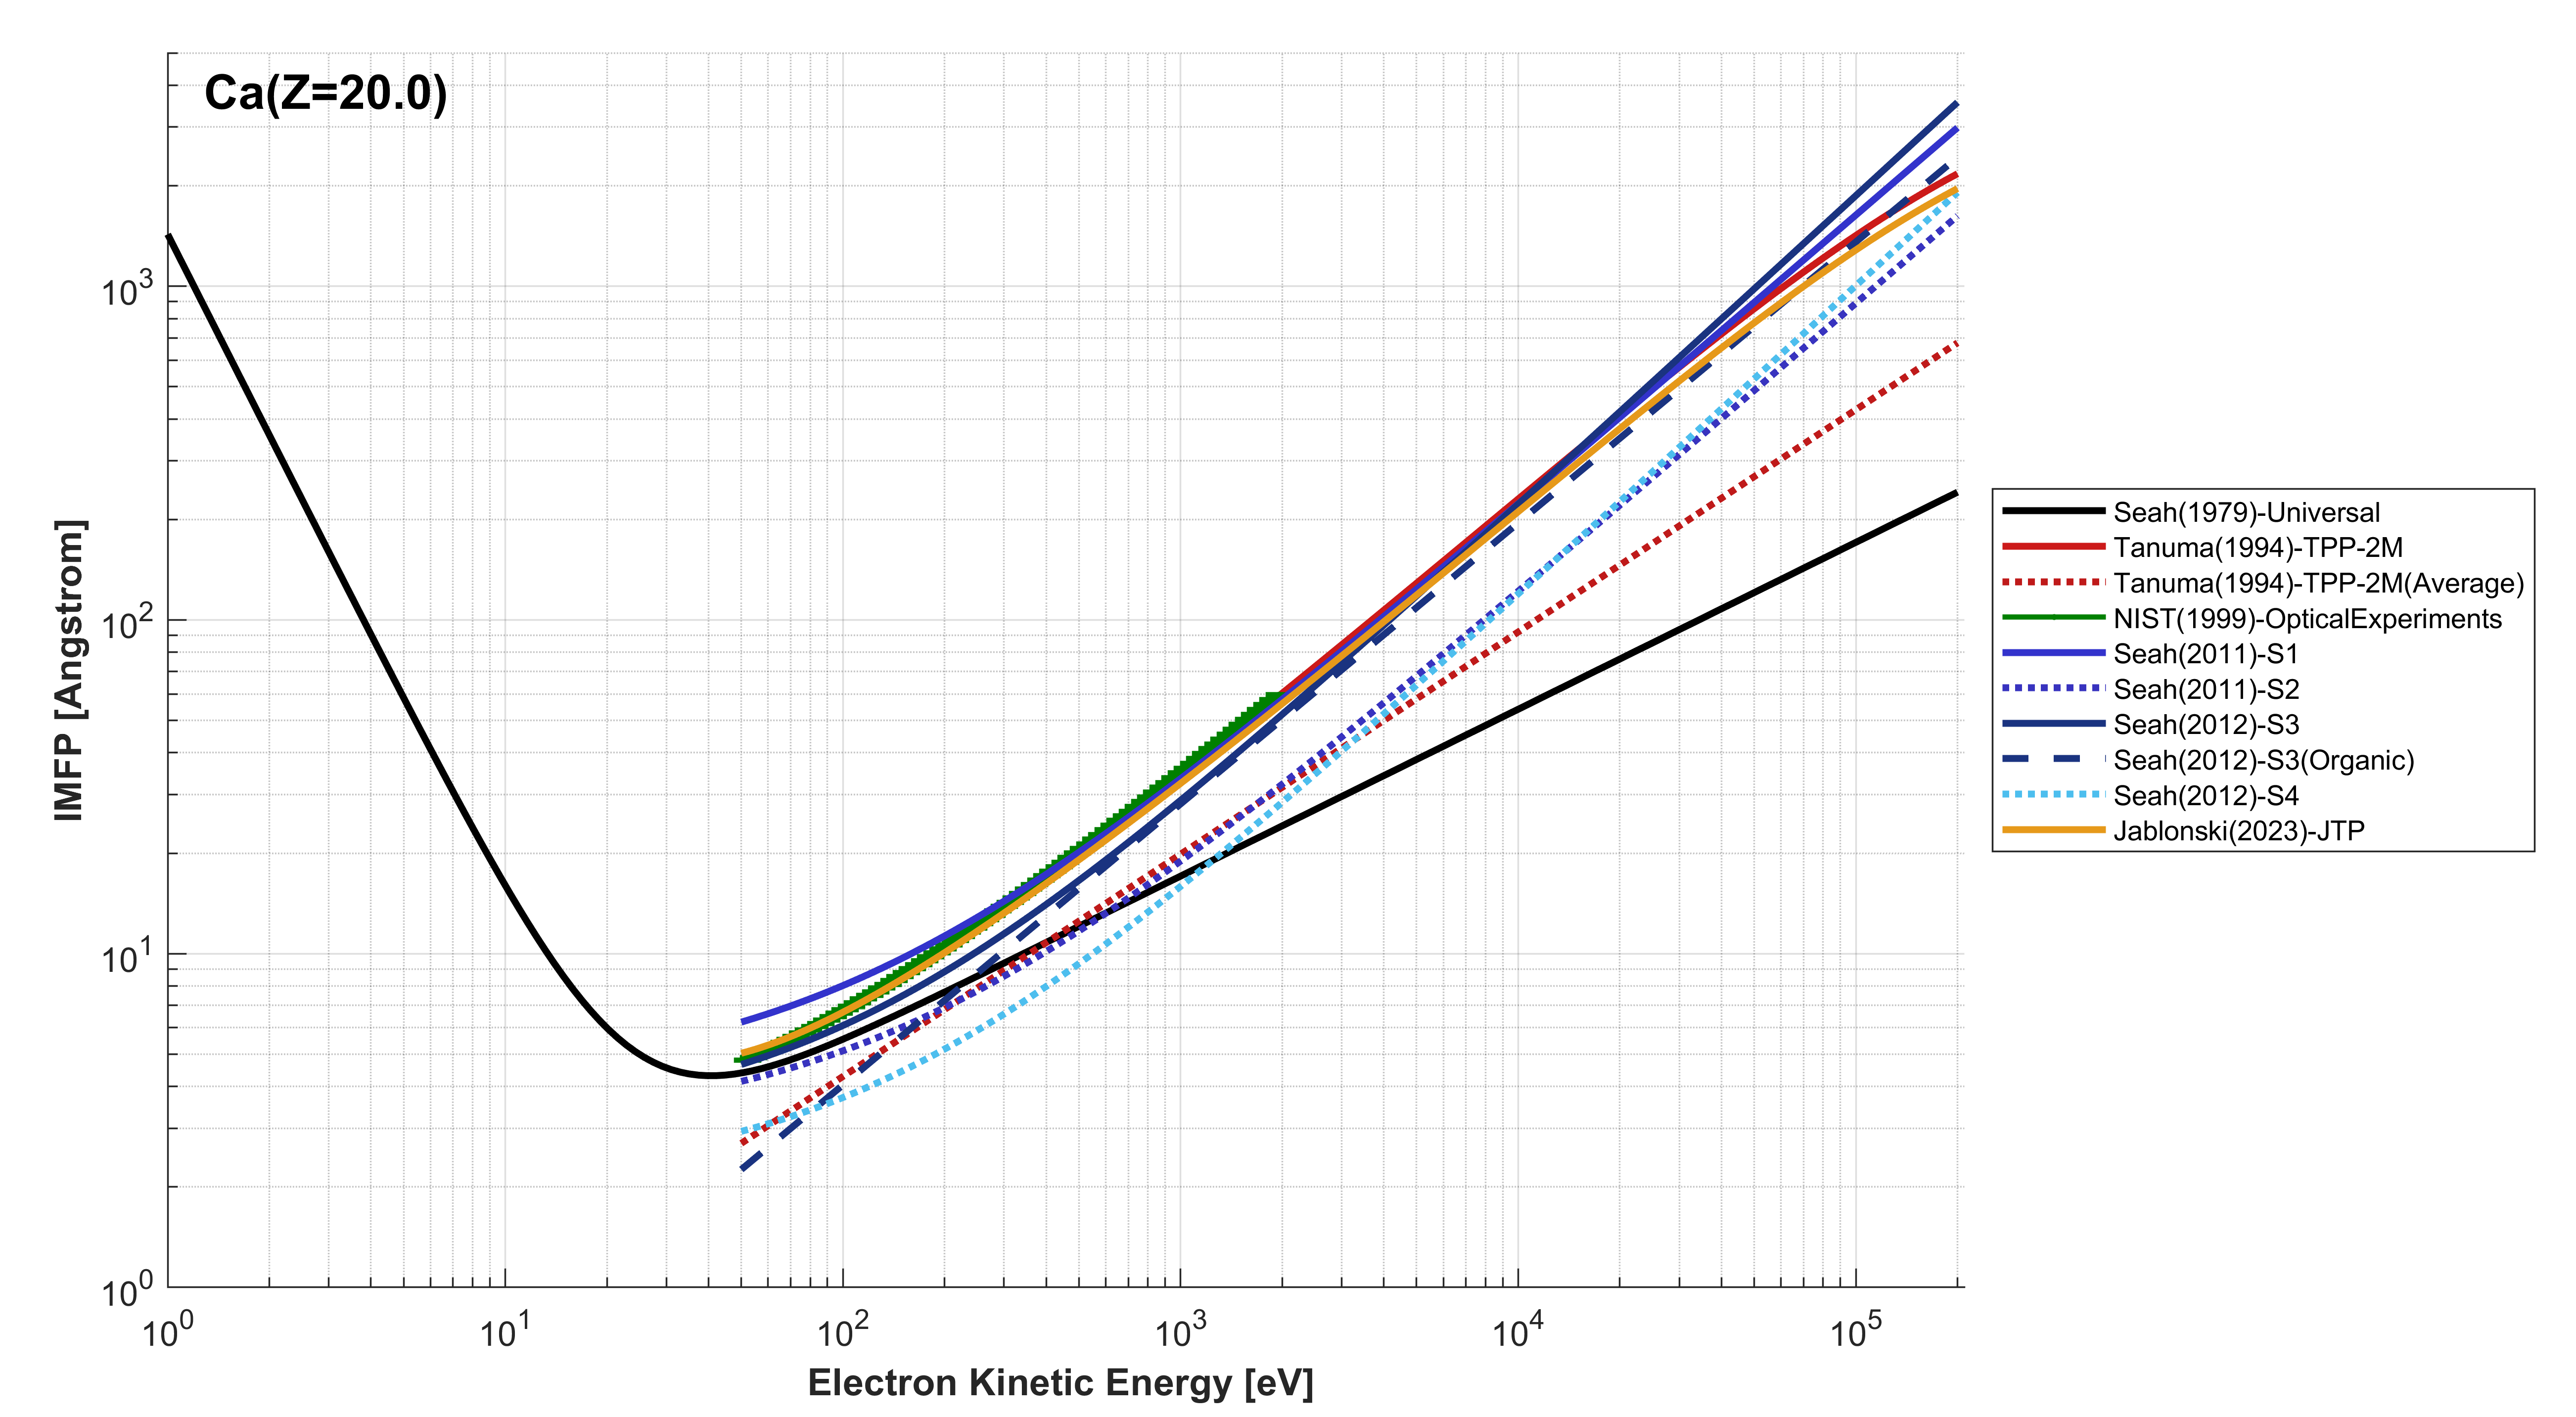 Ca(Z=20.0)
IMFP [Angstrom]
10^3
10^2
10^1
10^0
10^0 10^1 10^2 10^3 10^4 10^5
Electron Kinetic Energy [eV]
Seah(1979)-Universal
Tanuma(1994)-TPP-2M
Tanuma(1994)-TPP-2M(Average)
NIST(1999)-OpticalExperiments
Seah(2011)-S1
Seah(2011)-S2
Seah(2012)-S3
Seah(2012)-S3(Organic)
Seah(2012)-S4
Jablonski(2023)-JTP